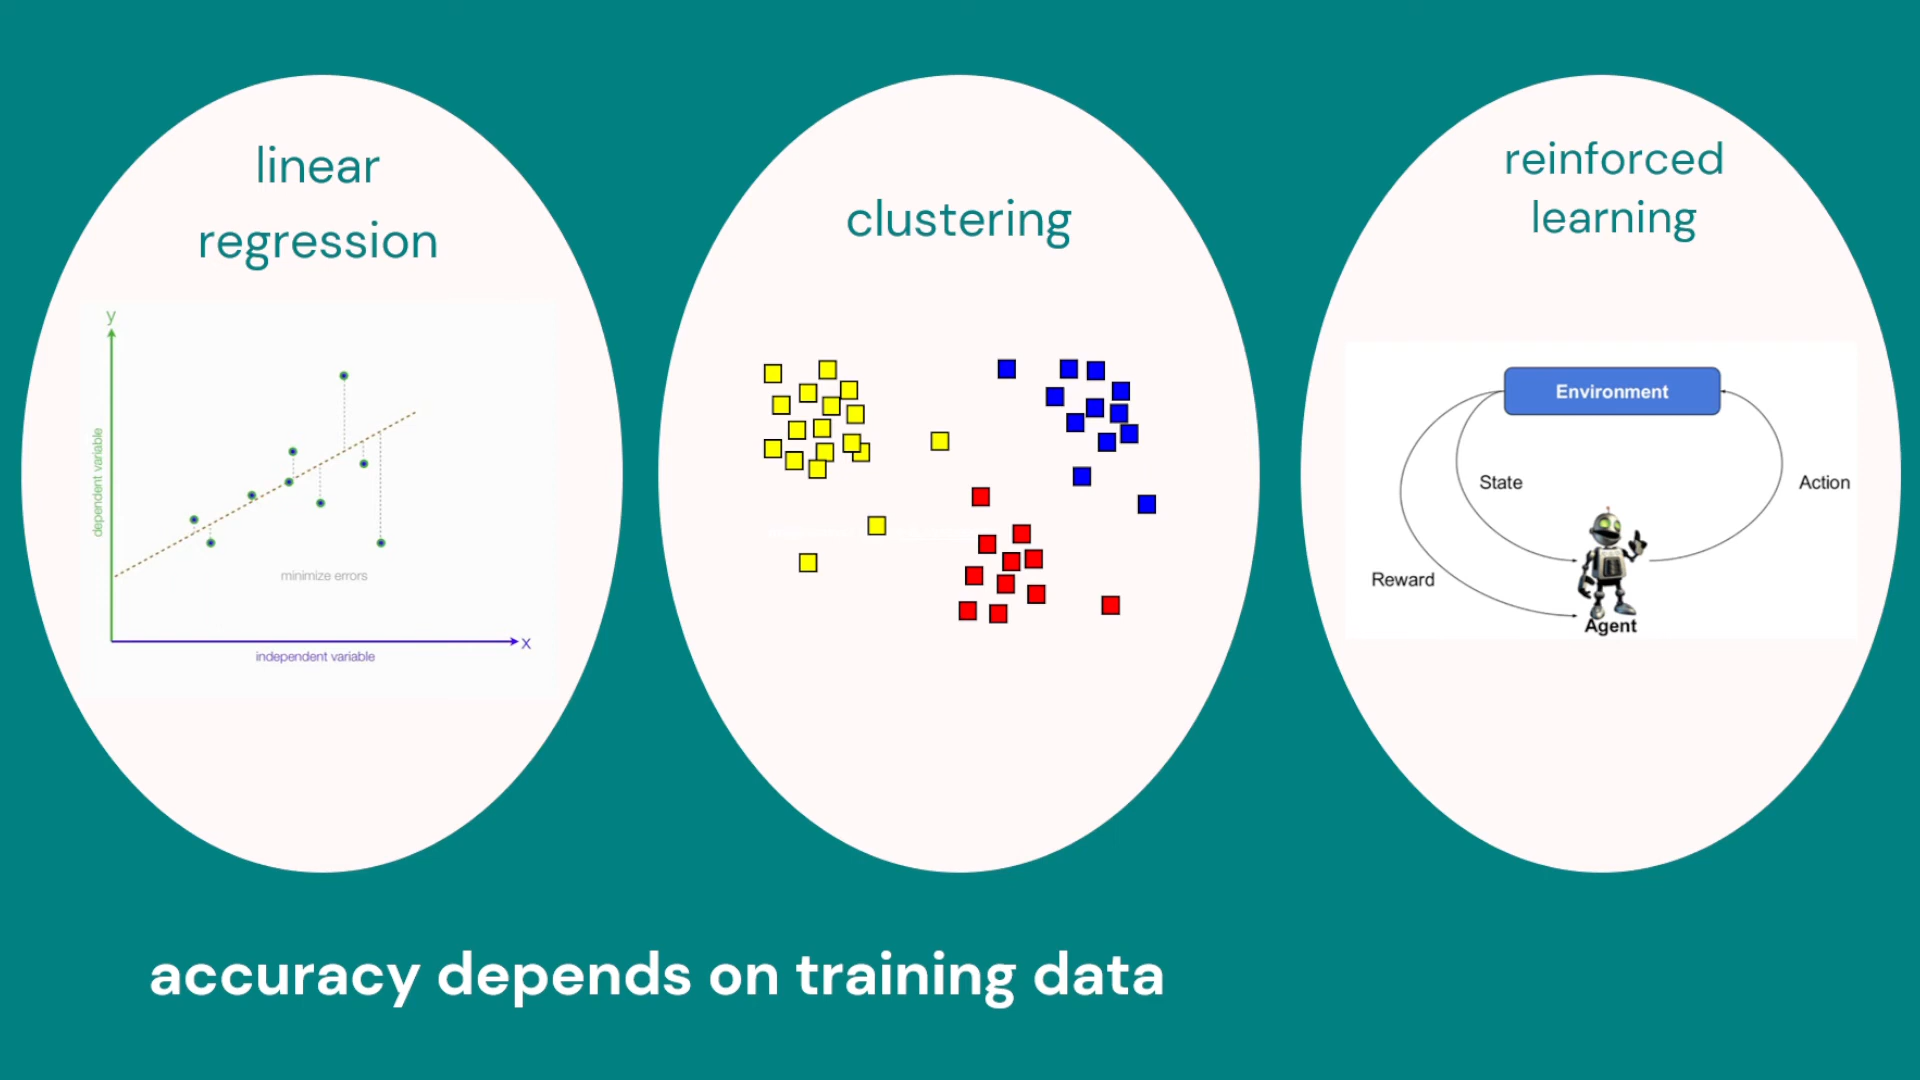 linear
regression
y
dependent variable
minimize errors
x
independent variable
clustering
reinforced
learning
Environment
State
Action
Reward
Agent
accuracy depends on training data